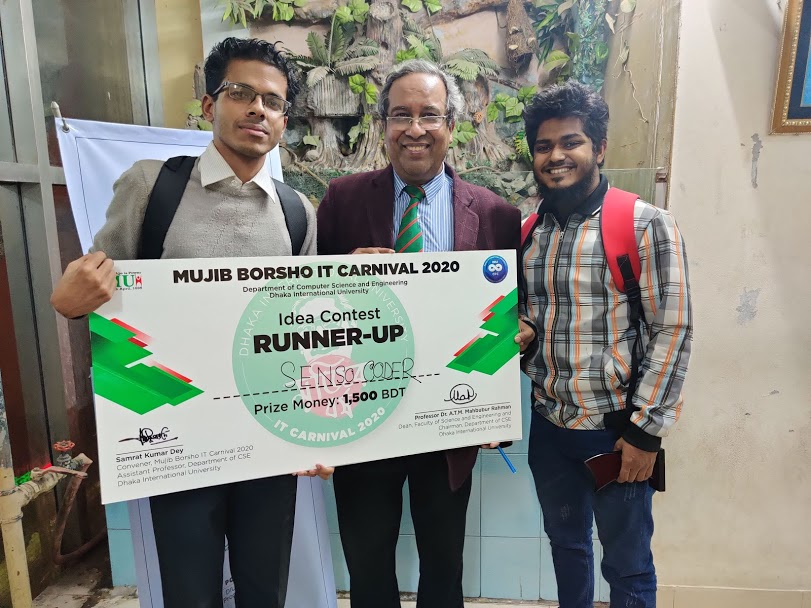 MUJIB BORSHO IT CARNIVAL 2020
Department of Computer Science and Engineering
Dhaka International University
Idea Contest
RUNNER-UP
SENSO CODER
Prize Money: 1,500 BDT
IT CARNIVAL 2020
Samrat Kumar Dey
Convener, Mujib Borsho IT Carnival 2020
Assistant Professor, Department of CSE
Dhaka International University
Professor Dr. A.T.M. Mahbubur Rahman
Dean, Faculty of Science and Engineering and
Chairman, Department of CSE
Dhaka International University